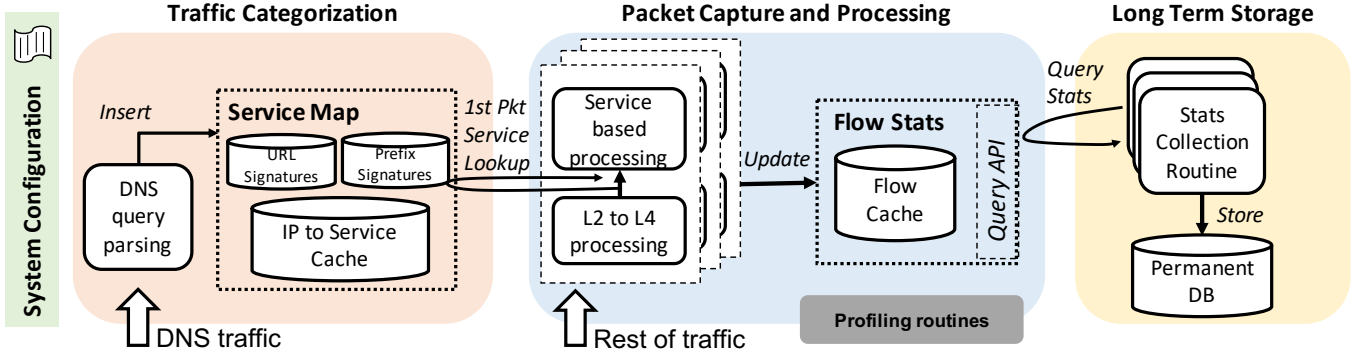 System Configuration
Traffic Categorization
Insert
DNS
query
parsing
DNS traffic
Service Map
URL
Signatures
Prefix
Signatures
IP to Service
Cache
1st Pkt
Service
Lookup
Packet Capture and Processing
Service
based
processing
L2 to L4
processing
Rest of traffic
Update
Flow Stats
Flow
Cache
Query API
Profiling routines
Long Term Storage
Query
Stats
Stats
Collection
Routine
Store
Permanent
DB